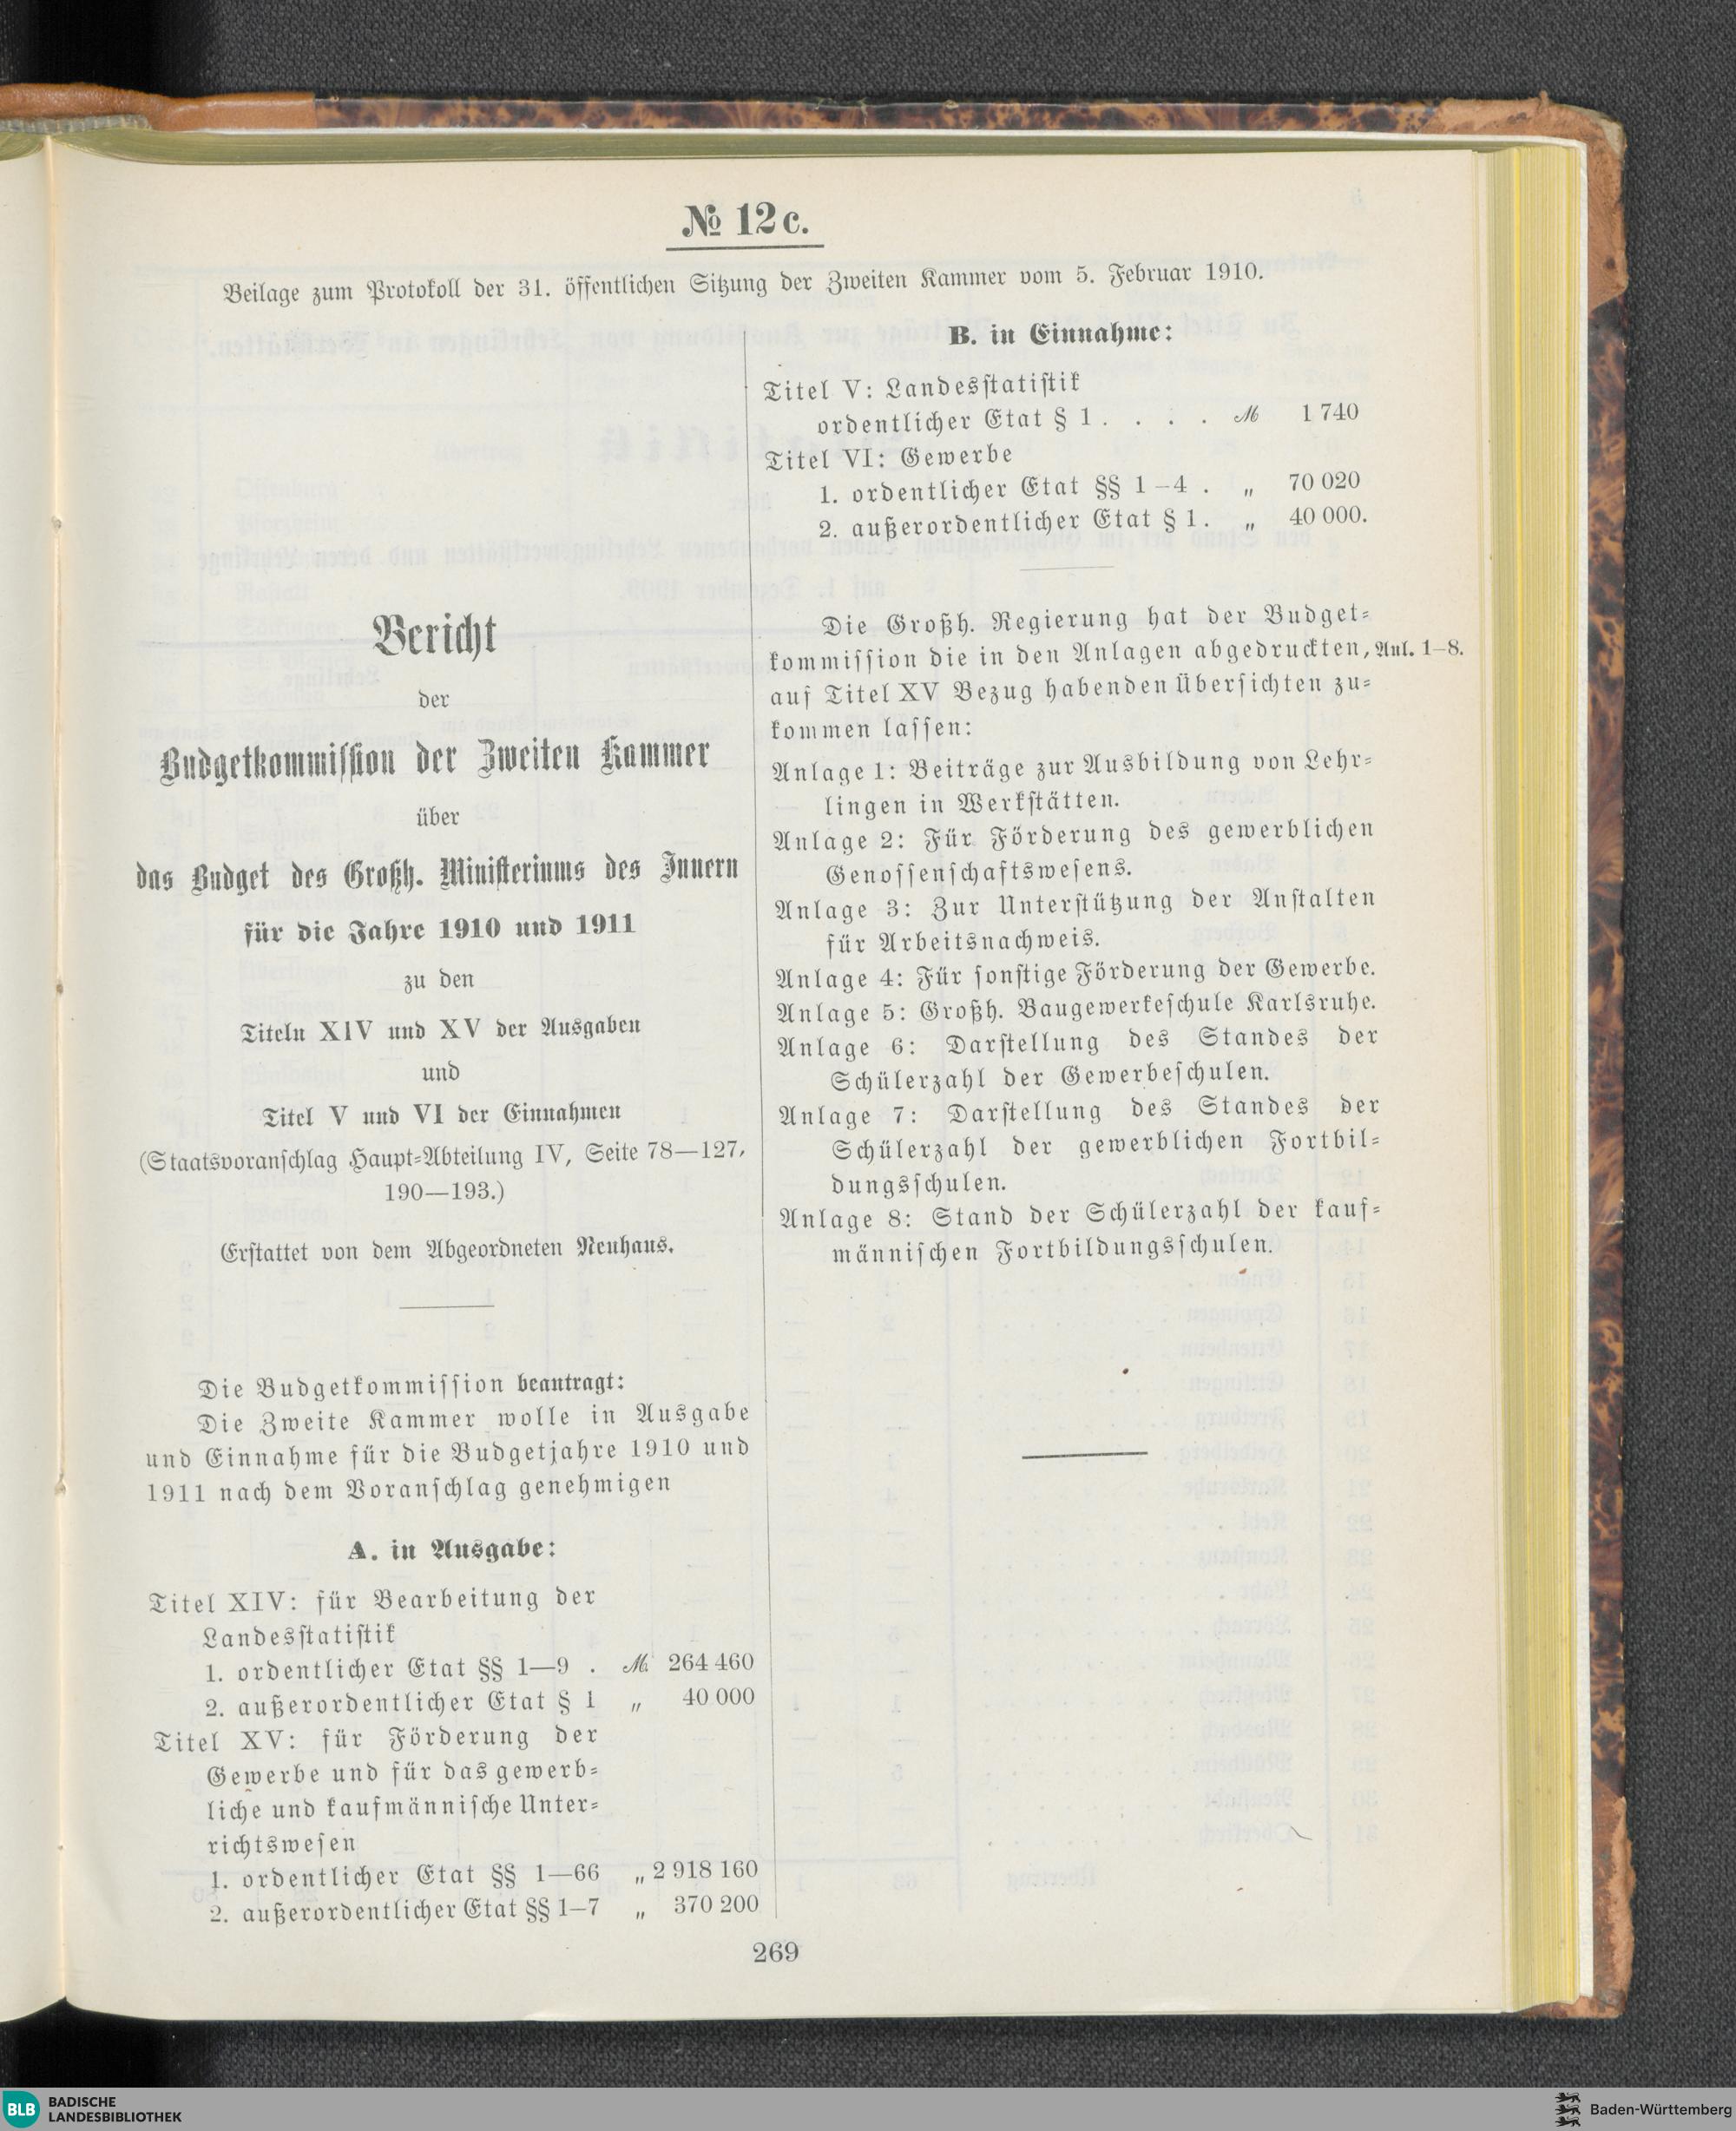 № 12c.
Beilage zum Protokoll der 31. öffentlichen Sitzung der Zweiten Kammer vom 5. Februar 1910.
Bericht
der
Budgetkommission der Zweiten Kammer
über
das Budget des Großh. Ministeriums des Innern
für die Jahre 1910 und 1911
zu den
Titeln XIV und XV der Ausgaben
und
Titel V und VI der Einnahmen
(Staatsvoranschlag Haupt-Abteilung IV, Seite 78—127,
190—193.)
Erstattet von dem Abgeordneten Neuhaus.
Die Budgetkommission beantragt:
Die Zweite Kammer wolle in Ausgabe
und Einnahme für die Budgetjahre 1910 und
1911 nach dem Voranschlag genehmigen
A. in Ausgabe:
Titel XIV: für Bearbeitung der
Landesstatistik
1. ordentlicher Etat §§ 1—9 . ℳ 264 460
2. außerordentlicher Etat § 1 „ 40 000
Titel XV: für Förderung der
Gewerbe und für das gewerb-
liche und kaufmännische Unter-
richtswesen
1. ordentlicher Etat §§ 1—66 „ 2 918 160
2. außerordentlicher Etat §§ 1–7 „ 370 200
B. in Einnahme:
Titel V: Landesstatistik
ordentlicher Etat § 1 . . . . ℳ 1 740
Titel VI: Gewerbe
1. ordentlicher Etat §§ 1–4 . „ 70 020
2. außerordentlicher Etat § 1 . „ 40 000.
Die Großh. Regierung hat der Budget-
kommission die in den Anlagen abgedruckten, Anl. 1–8.
auf Titel XV Bezug habenden Übersichten zu-
kommen lassen:
Anlage 1: Beiträge zur Ausbildung von Lehr-
lingen in Werkstätten.
Anlage 2: Für Förderung des gewerblichen
Genossenschaftswesens.
Anlage 3: Zur Unterstützung der Anstalten
für Arbeitsnachweis.
Anlage 4: Für sonstige Förderung der Gewerbe.
Anlage 5: Großh. Baugewerkeschule Karlsruhe.
Anlage 6: Darstellung des Standes der
Schülerzahl der Gewerbeschulen.
Anlage 7: Darstellung des Standes der
Schülerzahl der gewerblichen Fortbil-
dungsschulen.
Anlage 8: Stand der Schülerzahl der kauf-
männischen Fortbildungsschulen.
269
BLB BADISCHE
LANDESBIBLIOTHEK
Baden-Württemberg